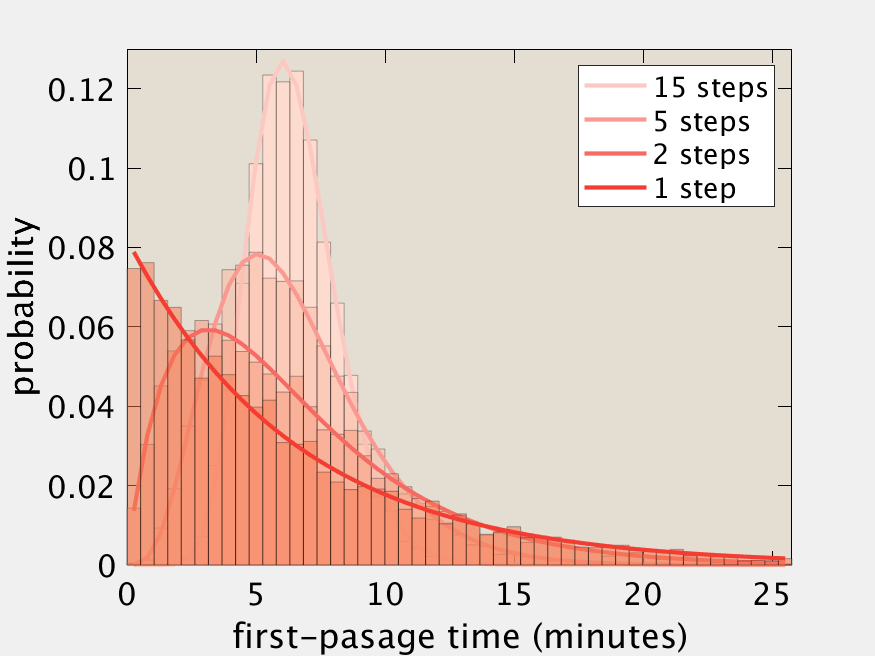 0.12
0.1
0.08
0.06
0.04
0.02
0
probability
15 steps
5 steps
2 steps
1 step
0 5 10 15 20 25
first-pasage time (minutes)